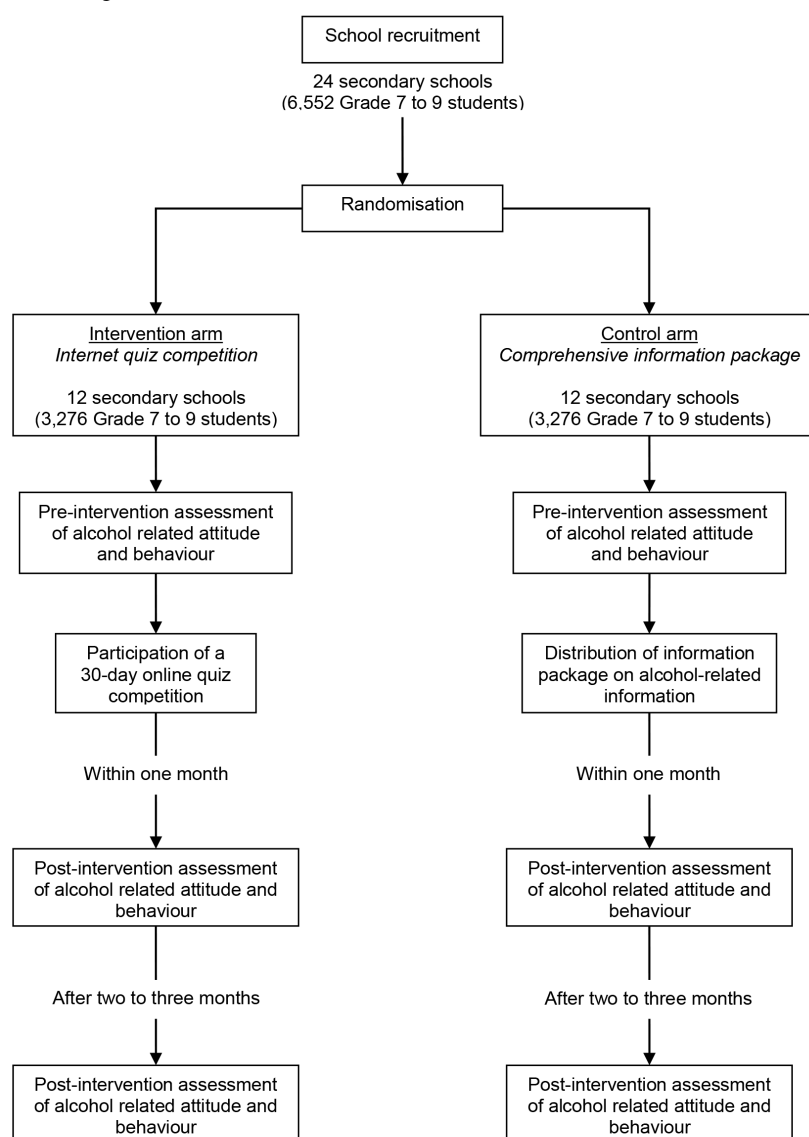 School recruitment
24 secondary schools
(6,552 Grade 7 to 9 students)
Randomisation
Intervention arm
Internet quiz competition
12 secondary schools
(3,276 Grade 7 to 9 students)
Control arm
Comprehensive information package
12 secondary schools
(3,276 Grade 7 to 9 students)
Pre-intervention assessment
of alcohol related attitude
and behaviour
Pre-intervention assessment
of alcohol related attitude
and behaviour
Participation of a
30-day online quiz
competition
Distribution of information
package on alcohol-related
information
Within one month
Within one month
Post-intervention assessment
of alcohol related attitude and
behaviour
Post-intervention assessment
of alcohol related attitude and
behaviour
After two to three months
After two to three months
Post-intervention assessment
of alcohol related attitude and
behaviour
Post-intervention assessment
of alcohol related attitude and
behaviour